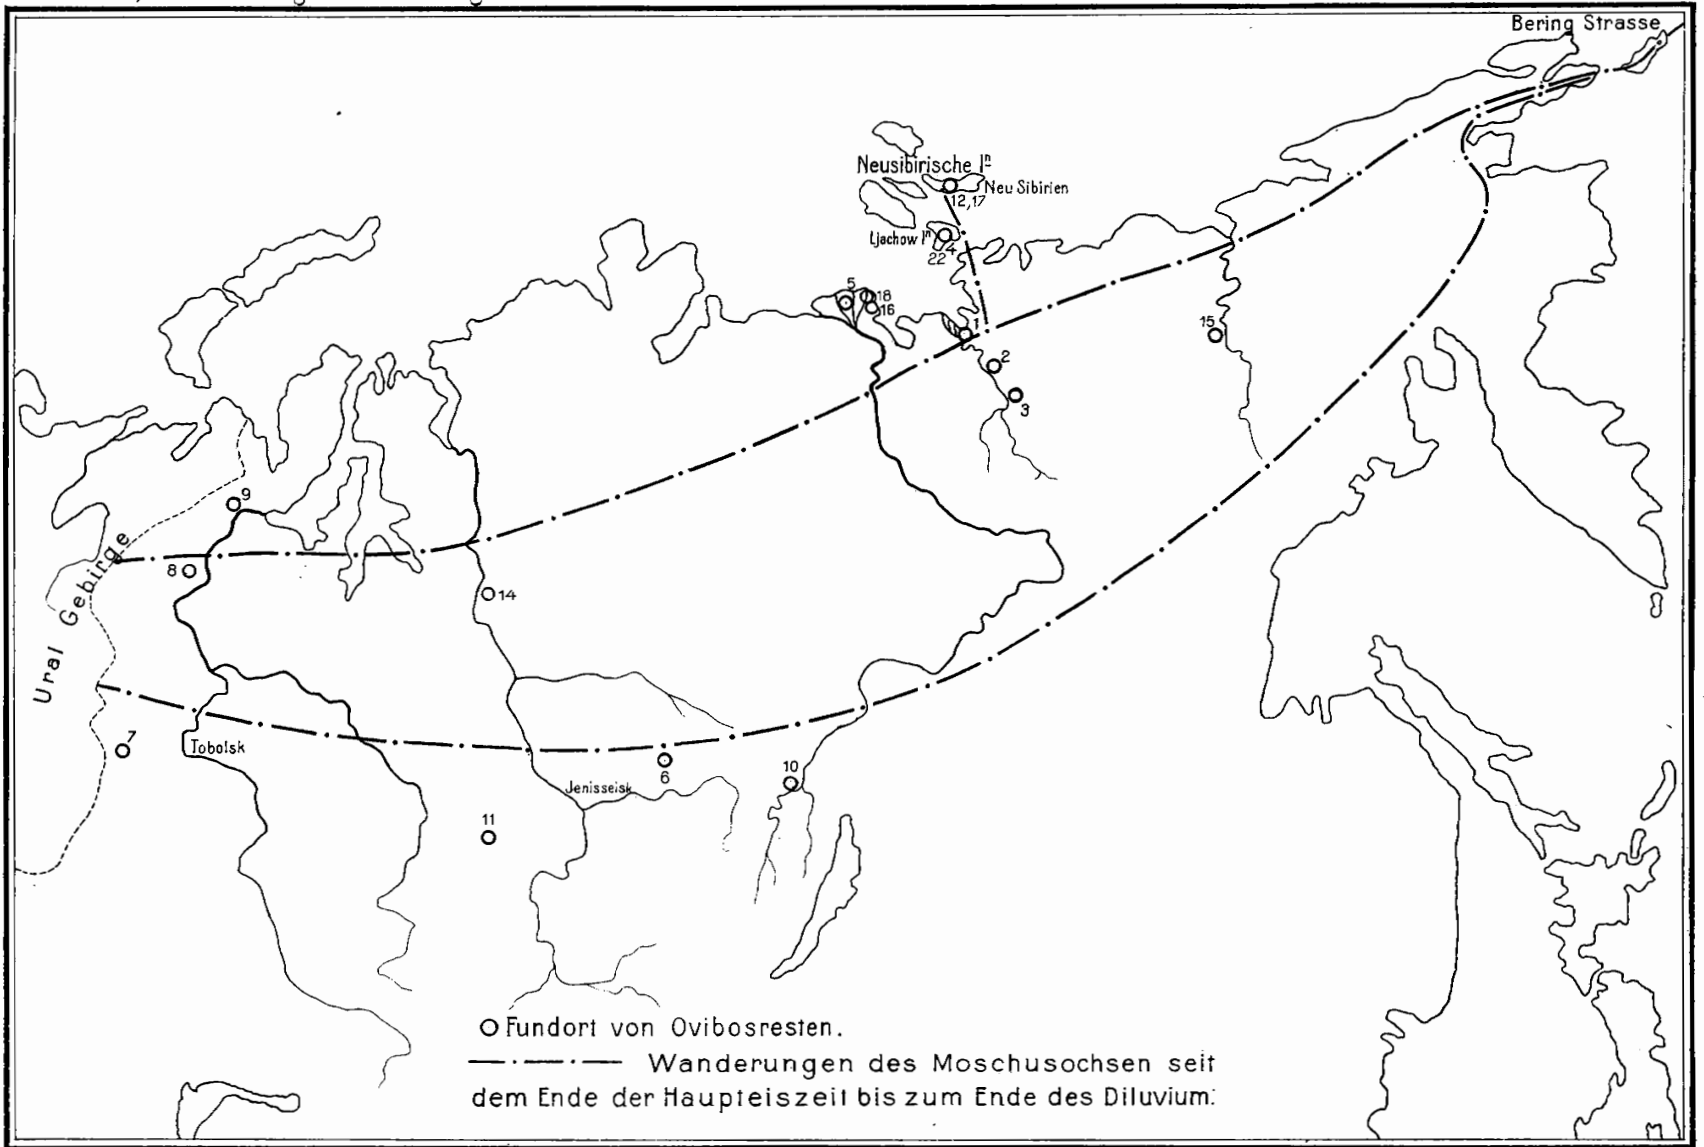 Bering Strasse
Neusibirische Iⁿ
Neu Sibirien
12,17
Ljachow Iⁿ
4
22
5
18
16
1
15
2
3
9
Ural Gebirge
8
14
7
Tobolsk
6
10
Jenisseisk
11
Fundort von Ovibosresten.
Wanderungen des Moschusochsen seit
dem Ende der Haupteiszeit bis zum Ende des Diluvium.